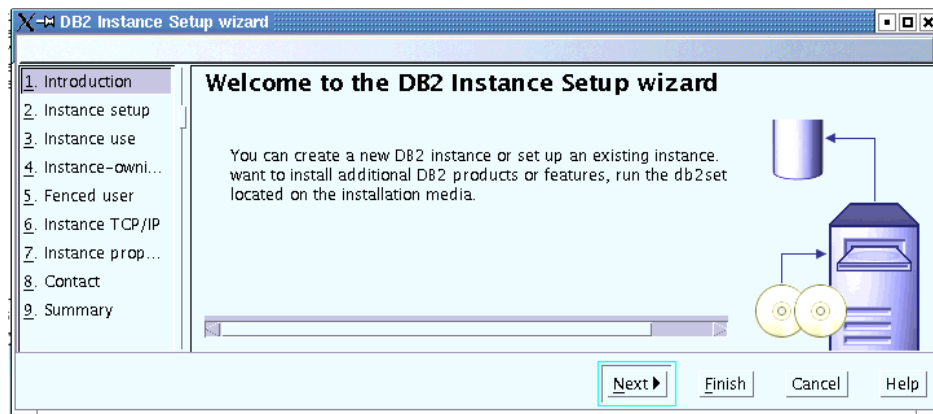 DB2 Instance Setup wizard
1. Introduction
2. Instance setup
3. Instance use
4. Instance-owni...
5. Fenced user
6. Instance TCP/IP
7. Instance prop...
8. Contact
9. Summary
Welcome to the DB2 Instance Setup wizard
You can create a new DB2 instance or set up an existing instance.
want to install additional DB2 products or features, run the db2set
located on the installation media.
Next
Finish
Cancel
Help